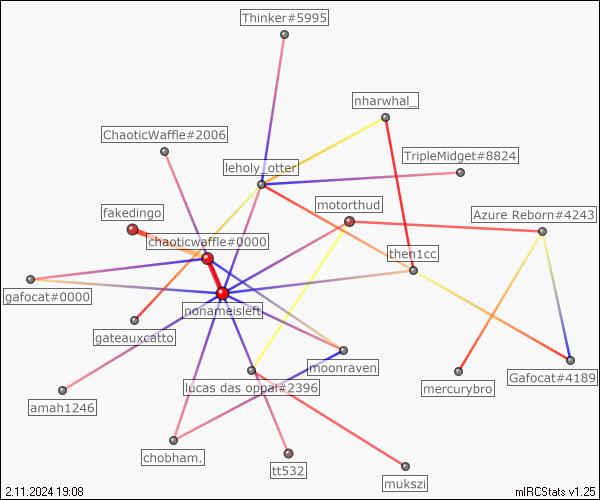 Thinker#5995
nharwhal_
ChaoticWaffle#2006
TripleMidget#8824
leholy_otter
motorthud
fakedingo
Azure Reborn#4243
chaoticwaffle#0000
then1cc
gafocat#0000
nonameisleft
gateauxcatto
moonraven
Gafocat#4189
lucas das oppai#2396
mercurybro
amah1246
chobham.
tt532
mukszi
2.11.2024 19:08
mIRCStats v1.25